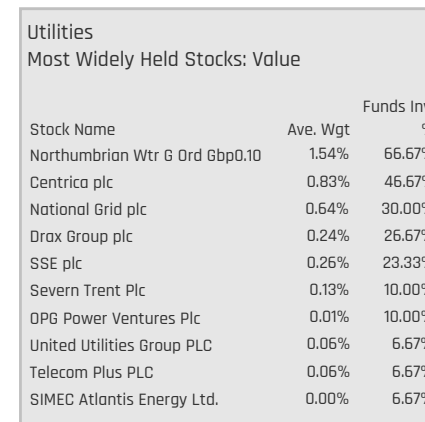 Utilities
Most Widely Held Stocks: Value
Funds Inv
Stock Name Ave. Wgt %
Northumbrian Wtr G Ord Gbp0.10 1.54% 66.67%
Centrica plc 0.83% 46.67%
National Grid plc 0.64% 30.00%
Drax Group plc 0.24% 26.67%
SSE plc 0.26% 23.33%
Severn Trent Plc 0.13% 10.00%
OPG Power Ventures Plc 0.01% 10.00%
United Utilities Group PLC 0.06% 6.67%
Telecom Plus PLC 0.06% 6.67%
SIMEC Atlantis Energy Ltd. 0.00% 6.67%